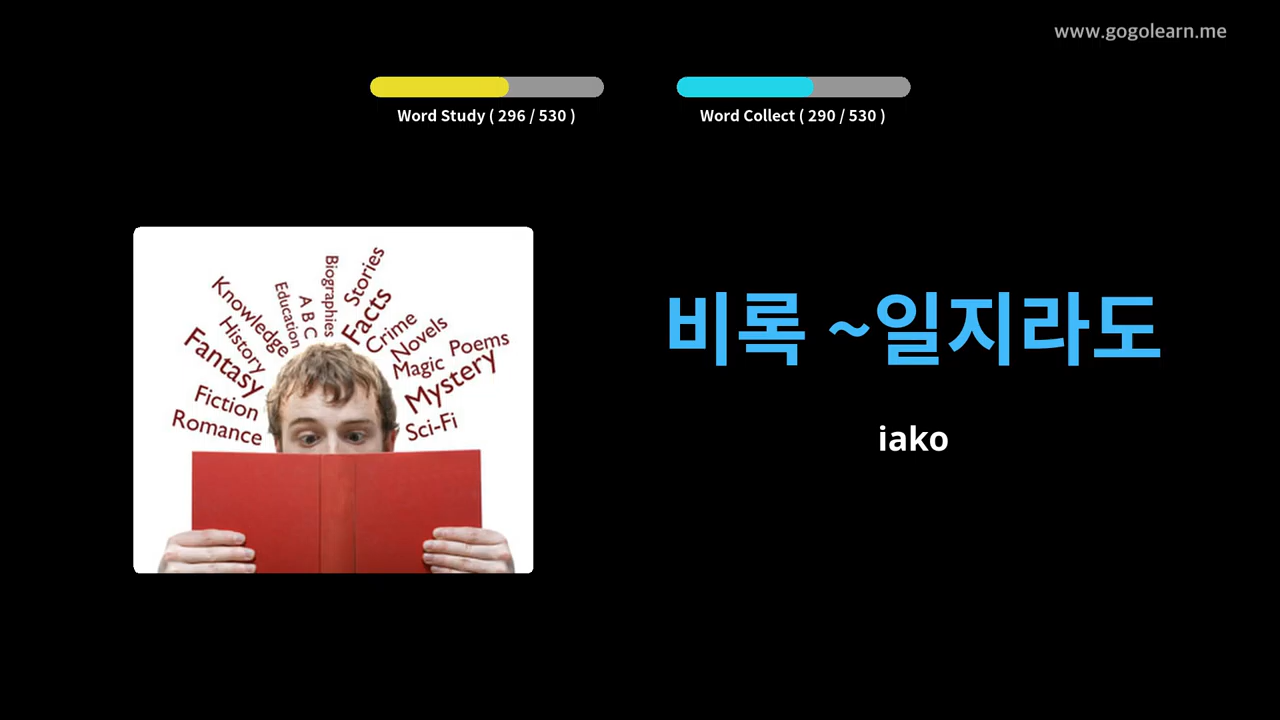 www.gogolearn.me
Word Study ( 296 / 530 )
Word Collect ( 290 / 530 )
Knowledge
History
Fantasy
Fiction
Romance
Education
A B C
Biographies
Stories
Facts
Crime
Novels
Magic
Poems
Mystery
Sci-Fi
비록 ~일지라도
iako